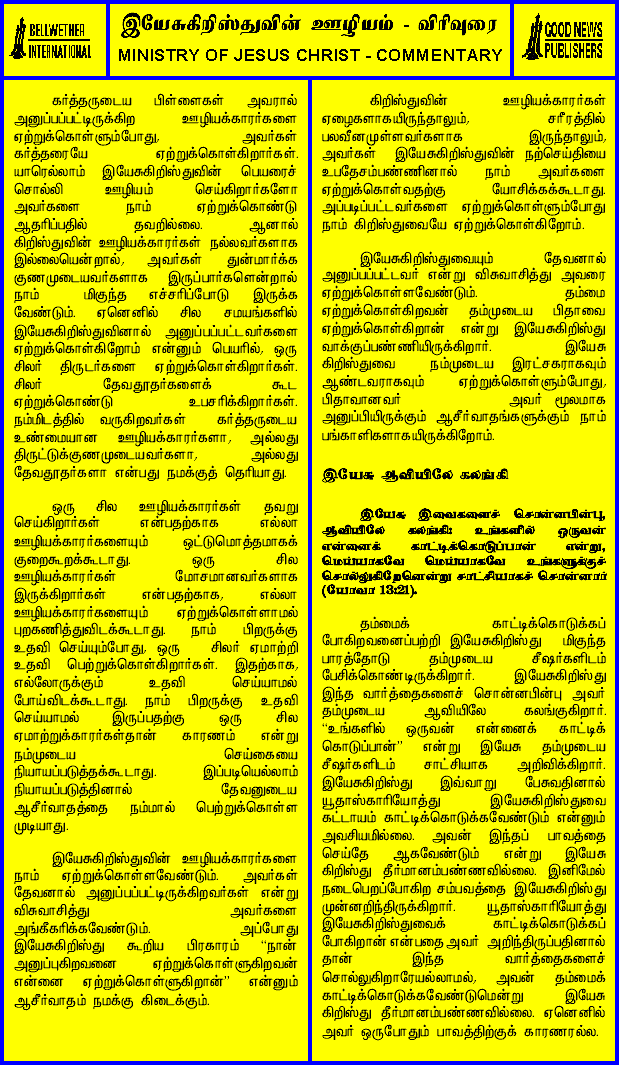 BELLWETHER
INTERNATIONAL
இயேசுகிறிஸ்துவின் ஊழியம் - விரிவுரை
MINISTRY OF JESUS CHRIST - COMMENTARY
GOOD NEWS
PUBLISHERS
கர்த்தருடைய பிள்ளைகள் அவரால்
அனுப்பப்பட்டிருக்கிற ஊழியக்காரர்களை
ஏற்றுக்கொள்ளும்போது, அவர்கள்
கர்த்தரையே ஏற்றுக்கொள்கிறார்கள்.
யாரெல்லாம் இயேசுகிறிஸ்துவின் பெயரைச்
சொல்லி ஊழியம் செய்கிறார்களோ
அவர்களை நாம் ஏற்றுக்கொண்டு
ஆதரிப்பதில் தவறில்லை. ஆனால்
கிறிஸ்துவின் ஊழியக்காரர்கள் நல்லவர்களாக
இல்லையென்றால், அவர்கள் துன்மார்க்க
குணமுடையவர்களாக இருப்பார்களென்றால்
நாம் மிகுந்த எச்சரிப்போடு இருக்க
வேண்டும். ஏனெனில் சில சமயங்களில்
இயேசுகிறிஸ்துவினால் அனுப்பப்பட்டவர்களை
ஏற்றுக்கொள்கிறோம் என்னும் பெயரில், ஒரு
சிலர் திருடர்களை ஏற்றுக்கொள்கிறார்கள்.
சிலர் தேவதூதர்களைக் கூட
ஏற்றுக்கொண்டு உபசரிக்கிறார்கள்.
நம்மிடத்தில் வருகிறவர்கள் கர்த்தருடைய
உண்மையான ஊழியக்காரர்களா, அல்லது
திருட்டுக்குணமுடையவர்களா, அல்லது
தேவதூதர்களா என்பது நமக்குத் தெரியாது.
ஒரு சில ஊழியக்காரர்கள் தவறு
செய்கிறார்கள் என்பதற்காக எல்லா
ஊழியக்காரர்களையும் ஒட்டுமொத்தமாகக்
குறைகூறக்கூடாது. ஒரு சில
ஊழியக்காரர்கள் மோசமானவர்களாக
இருக்கிறார்கள் என்பதற்காக, எல்லா
ஊழியக்காரர்களையும் ஏற்றுக்கொள்ளாமல்
புறகணித்துவிடக்கூடாது. நாம் பிறருக்கு
உதவி செய்யும்போது, ஒரு சிலர் ஏமாற்றி
உதவி பெற்றுக்கொள்கிறார்கள். இதற்காக,
எல்லோருக்கும் உதவி செய்யாமல்
போய்விடக்கூடாது. நாம் பிறருக்கு உதவி
செய்யாமல் இருப்பதற்கு ஒரு சில
ஏமாற்றுக்காரர்கள்தான் காரணம் என்று
நம்முடைய செய்கையை
நியாயப்படுத்தக்கூடாது. இப்படியெல்லாம்
நியாயப்படுத்தினால் தேவனுடைய
ஆசீர்வாதத்தை நம்மால் பெற்றுக்கொள்ள
முடியாது.
இயேசுகிறிஸ்துவின் ஊழியக்காரர்களை
நாம் ஏற்றுக்கொள்ளவேண்டும். அவர்கள்
தேவனால் அனுப்பப்பட்டிருக்கிறவர்கள் என்று
விசுவாசித்து அவர்களை
அங்கீகரிக்கவேண்டும். அப்போது
இயேசுகிறிஸ்து கூறிய பிரகாரம் “நான்
அனுப்புகிறவனை ஏற்றுக்கொள்ளுகிறவன்
என்னை ஏற்றுக்கொள்ளுகிறான்” என்னும்
ஆசீர்வாதம் நமக்கு கிடைக்கும்.
கிறிஸ்துவின் ஊழியக்காரர்கள்
ஏழைகளாகயிருந்தாலும், சரீரத்தில்
பலவீனமுள்ளவர்களாக இருந்தாலும்,
அவர்கள் இயேசுகிறிஸ்துவின் நற்செய்தியை
உபதேசம்பண்ணினால் நாம் அவர்களை
ஏற்றுக்கொள்வதற்கு யோசிக்கக்கூடாது.
அப்படிப்பட்டவர்களை ஏற்றுக்கொள்ளும்போது
நாம் கிறிஸ்துவையே ஏற்றுக்கொள்கிறோம்.
இயேசுகிறிஸ்துவையும் தேவனால்
அனுப்பப்பட்டவர் என்று விசுவாசித்து அவரை
ஏற்றுக்கொள்ளவேண்டும். தம்மை
ஏற்றுக்கொள்கிறவன் தம்முடைய பிதாவை
ஏற்றுக்கொள்கிறான் என்று இயேசுகிறிஸ்து
வாக்குப்பண்ணியிருக்கிறார். இயேசு
கிறிஸ்துவை நம்முடைய இரட்சகராகவும்
ஆண்டவராகவும் ஏற்றுக்கொள்ளும்போது,
பிதாவானவர் அவர் மூலமாக
அனுப்பியிருக்கும் ஆசீர்வாதங்களுக்கும் நாம்
பங்காளிகளாகயிருக்கிறோம்.
இயேசு ஆவியிலே கலங்கி
இயேசு இவைகளைச் சொன்னபின்பு,
ஆவியிலே கலங்கி: உங்களில் ஒருவன்
என்னைக் காட்டிக்கொடுப்பான் என்று,
மெய்யாகவே மெய்யாகவே உங்களுக்குச்
சொல்லுகிறேனென்று சாட்சியாகச் சொன்னார்
(யோவா 13:21).
தம்மைக் காட்டிக்கொடுக்கப்
போகிறவனைப்பற்றி இயேசுகிறிஸ்து மிகுந்த
பாரத்தோடு தம்முடைய சீஷர்களிடம்
பேசிக்கொண்டிருக்கிறார். இயேசுகிறிஸ்து
இந்த வார்த்தைகளைச் சொன்னபின்பு அவர்
தம்முடைய ஆவியிலே கலங்குகிறார்.
“உங்களில் ஒருவன் என்னைக் காட்டிக்
கொடுப்பான்” என்று இயேசு தம்முடைய
சீஷர்களிடம் சாட்சியாக அறிவிக்கிறார்.
இயேசுகிறிஸ்து இவ்வாறு பேசுவதினால்
யூதாஸ்காரியோத்து இயேசுகிறிஸ்துவை
கட்டாயம் காட்டிக்கொடுக்கவேண்டும் என்னும்
அவசியமில்லை. அவன் இந்தப் பாவத்தை
செய்தே ஆகவேண்டும் என்று இயேசு
கிறிஸ்து தீர்மானம்பண்ணவில்லை. இனிமேல்
நடைபெறப்போகிற சம்பவத்தை இயேசுகிறிஸ்து
முன்னறிந்திருக்கிறார். யூதாஸ்காரியோத்து
இயேசுகிறிஸ்துவைக் காட்டிக்கொடுக்கப்
போகிறான் என்பதை அவர் அறிந்திருப்பதினால்
தான் இந்த வார்த்தைகளைச்
சொல்லுகிறாரேயல்லாமல், அவன் தம்மைக்
காட்டிக்கொடுக்கவேண்டுமென்று இயேசு
கிறிஸ்து தீர்மானம்பண்ணவில்லை. ஏனெனில்
அவர் ஒருபோதும் பாவத்திற்குக் காரணரல்ல.